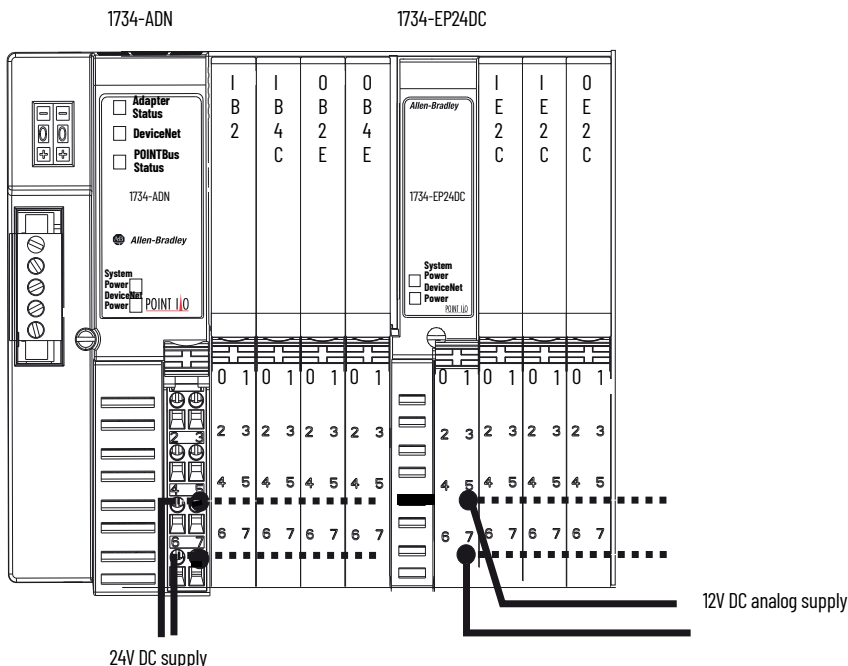 1734-ADN
1734-EP24DC
Adapter
Status
DeviceNet
POINTBus
Status
1734-ADN
Allen-Bradley
System
Power
DeviceNet
Power
POINT I/O
0 0
I
B
2
I
B
4
C
O
B
2
E
O
B
4
E
Allen-Bradley
1734-EP24DC
System
Power
DeviceNet
Power
POINT I/O
I
E
2
C
I
E
2
C
O
E
2
C
0 1 0 1 0 1 0 1 0 1 0 1 0 1 0 1
2 3 2 3 2 3 2 3 2 3 2 3 2 3 2 3 2 3
4 5 4 5 4 5 4 5 4 5 4 5 4 5 4 5 4 5
6 7 6 7 6 7 6 7 6 7 6 7 6 7 6 7 6 7
12V DC analog supply
24V DC supply